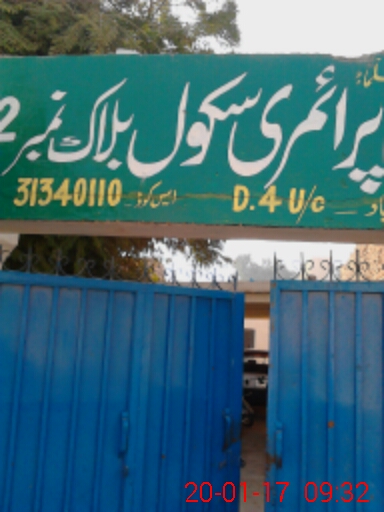 پرائمری سکول بلاک نمبر 2
D.4 U/c ایس کوڈ 31340110
20-01-17 09:32